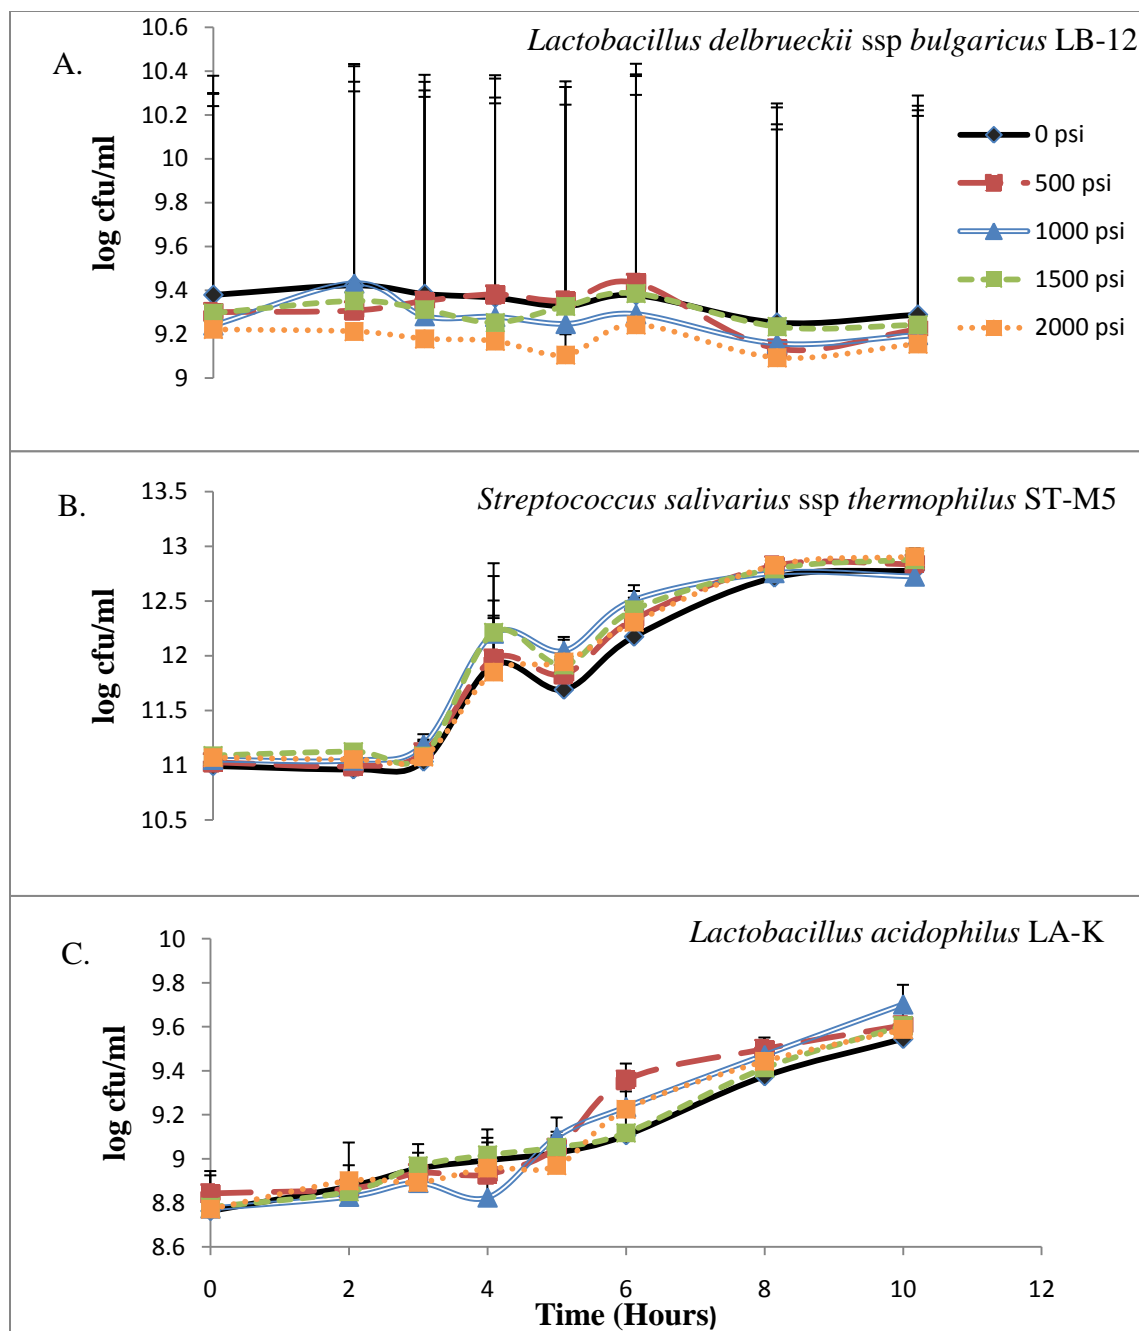 A.
Lactobacillus delbrueckii ssp bulgaricus LB-12
log cfu/ml
10.6
10.4
10.2
10
9.8
9.6
9.4
9.2
9
0 psi
500 psi
1000 psi
1500 psi
2000 psi
B.
Streptococcus salivarius ssp thermophilus ST-M5
log cfu/ml
13.5
13
12.5
12
11.5
11
10.5
C.
Lactobacillus acidophilus LA-K
log cfu/ml
10
9.8
9.6
9.4
9.2
9
8.8
8.6
0 2 4 6 8 10 12
Time (Hours)